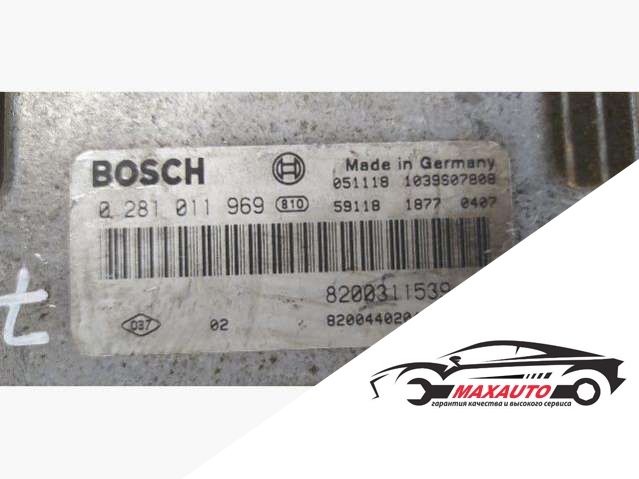 BOSCH
Made in Germany
051118 1039S07808
0 281 011 969 810
59118 1877 0407
8200311539
037 02
MAXAUTO
гарантия качества и высокого сервиса